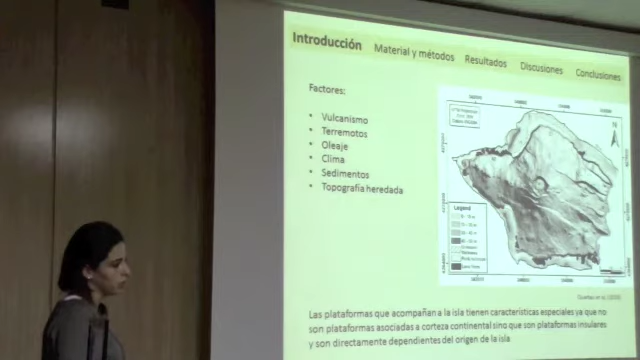 Introducción
Material y métodos
Resultados
Discusiones
Conclusiones
Factores:
• Vulcanismo
• Terremotos
• Oleaje
• Clima
• Sedimentos
• Topografía heredada
N
Legend
Las plataformas que acompañan a la isla tienen características especiales ya que no
son plataformas asociadas a corteza continental sino que son plataformas insulares
y son directamente dependientes del origen de la isla